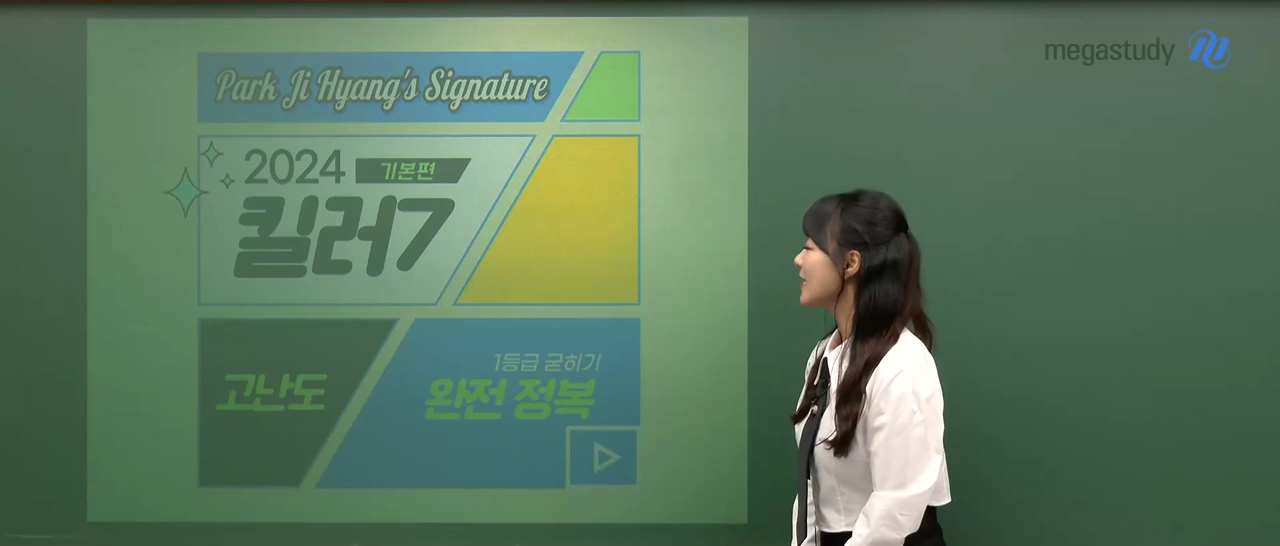 megastudy
Park Ji Hyang's Signature
2024 기본편
킬러7
고난도
1등급 굳히기
완전 정복